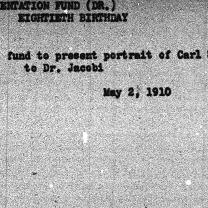 ENTATION FUND (DR.)
EIGHTIETH BIRTHDAY
fund to present portrait of Carl
to Dr. Jacobi
May 2, 1910